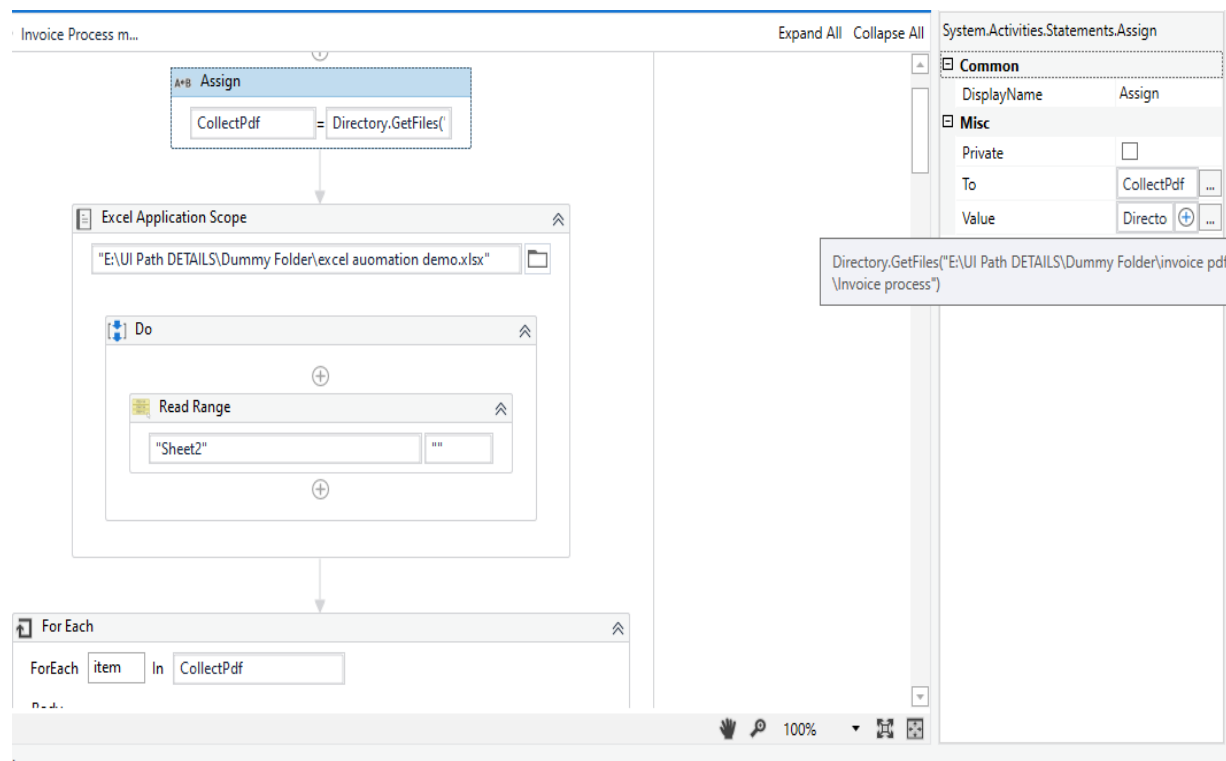 Invoice Process m...
Expand All Collapse All
A+B Assign
CollectPdf = Directory.GetFiles('
Excel Application Scope
"E:\UI Path DETAILS\Dummy Folder\excel auomation demo.xlsx"
Do
Read Range
"Sheet2" ""
For Each
ForEach item In CollectPdf
Body
100%
System.Activities.Statements.Assign
Common
DisplayName Assign
Misc
Private
To CollectPdf ...
Value Directo ...
Directory.GetFiles("E:\UI Path DETAILS\Dummy Folder\invoice pdf
\Invoice process")